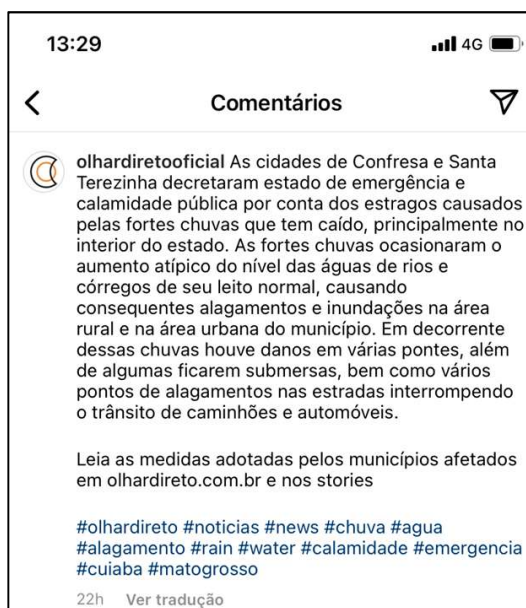 13:29
4G
Comentários
olhardiretooficial As cidades de Confresa e Santa
Terezinha decretaram estado de emergência e
calamidade pública por conta dos estragos causados
pelas fortes chuvas que tem caído, principalmente no
interior do estado. As fortes chuvas ocasionaram o
aumento atípico do nível das águas de rios e
córregos de seu leito normal, causando
consequentes alagamentos e inundações na área
rural e na área urbana do município. Em decorrente
dessas chuvas houve danos em várias pontes, além
de algumas ficarem submersas, bem como vários
pontos de alagamentos nas estradas interrompendo
o trânsito de caminhões e automóveis.
Leia as medidas adotadas pelos municípios afetados
em olhardireto.com.br e nos stories
#olhardireto #noticias #news #chuva #agua
#alagamento #rain #water #calamidade #emergencia
#cuiaba #matogrosso
22h Ver tradução